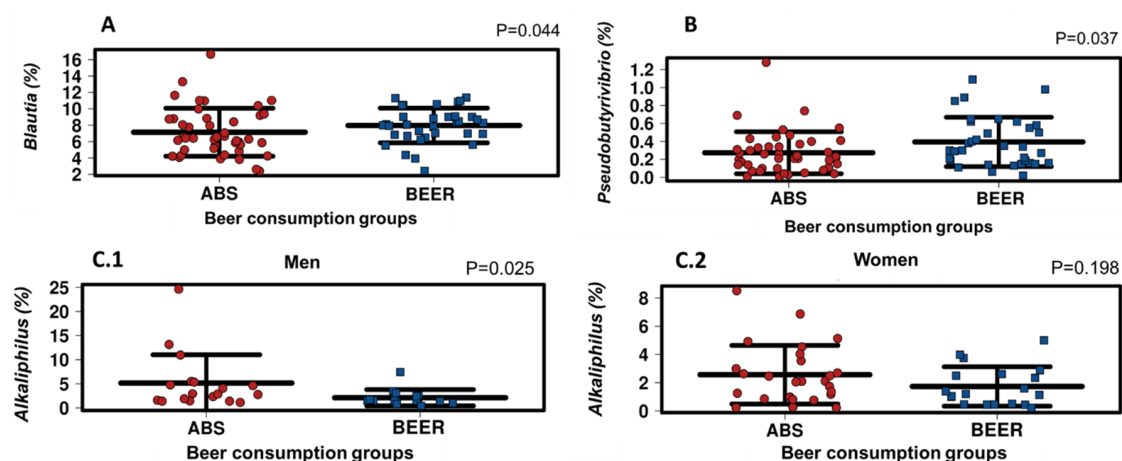 A
P=0.044
Blautia (%)
16
14
12
10
8
6
4
2
ABS
BEER
Beer consumption groups
B
P=0.037
Pseudobutyrivibrio (%)
1.2
1.0
0.8
0.6
0.4
0.2
0.0
ABS
BEER
Beer consumption groups
C.1
Men
P=0.025
Alkaliphilus (%)
25
20
15
10
5
0
ABS
BEER
Beer consumption groups
C.2
Women
P=0.198
Alkaliphilus (%)
8
6
4
2
0
ABS
BEER
Beer consumption groups